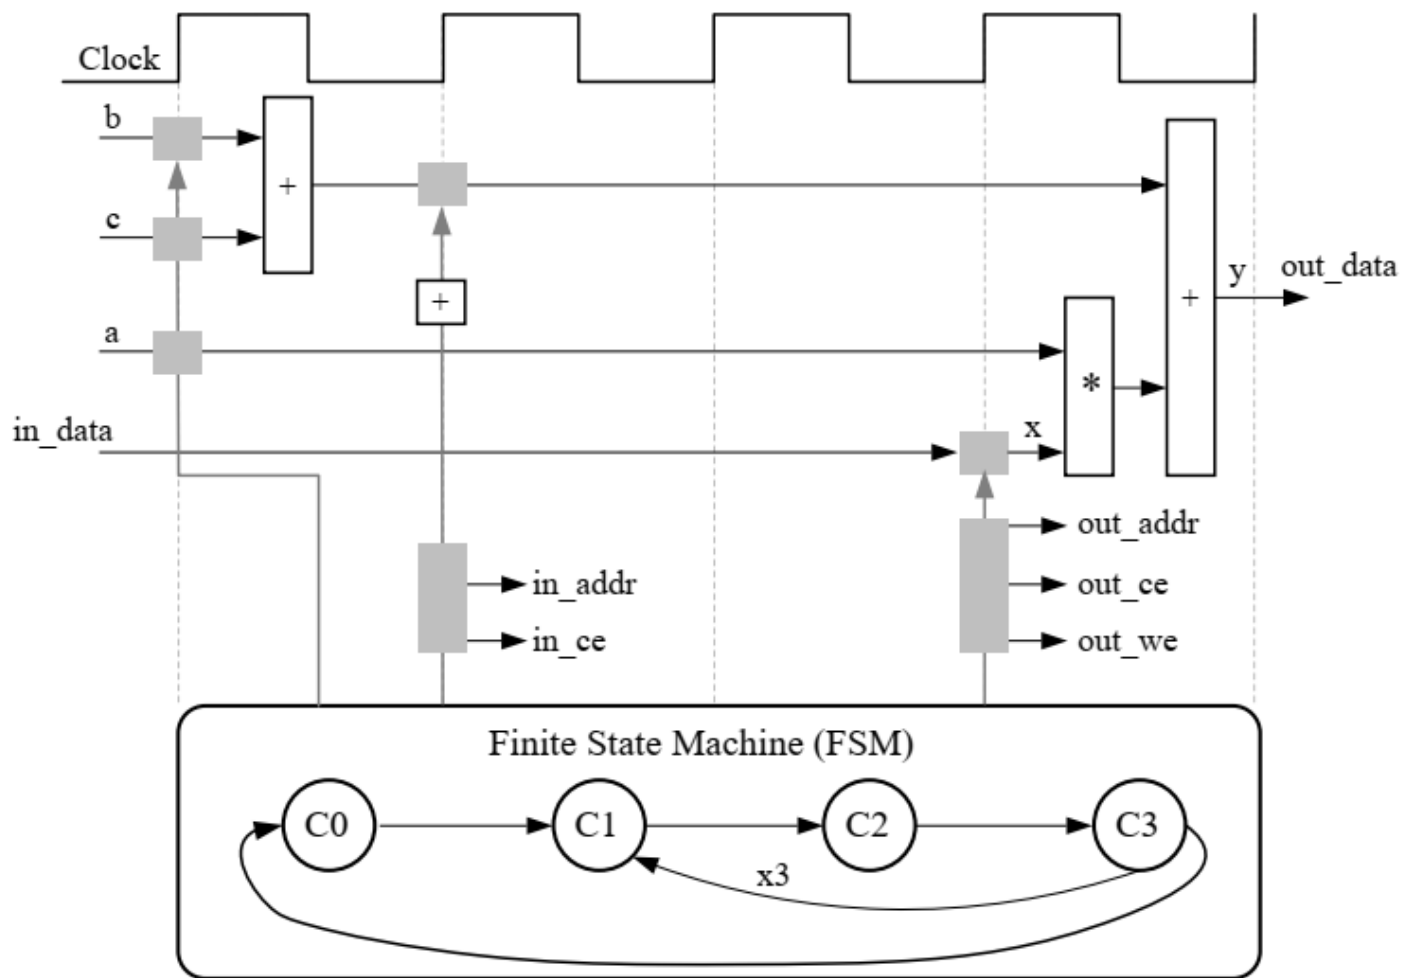 Clock
b
+
c
+
a
y
out_data
+
*
in_data
x
out_addr
in_addr
out_ce
in_ce
out_we
Finite State Machine (FSM)
C0
C1
C2
C3
x3